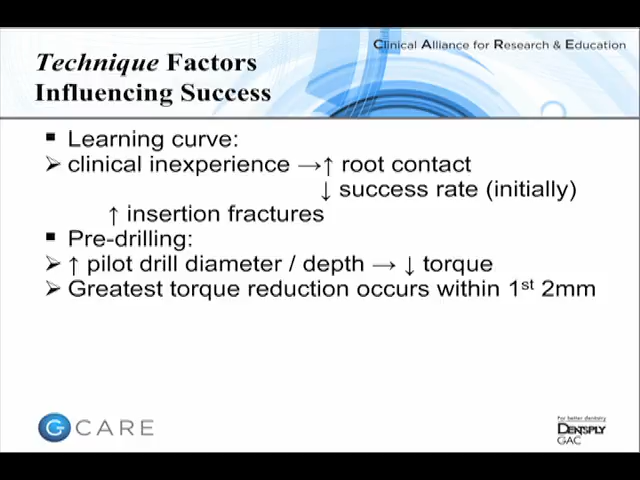 Clinical Alliance for Research & Education
Technique Factors
Influencing Success
▪ Learning curve:
➢ clinical inexperience →↑ root contact
↓ success rate (initially)
↑ insertion fractures
▪ Pre-drilling:
➢ ↑ pilot drill diameter / depth → ↓ torque
➢ Greatest torque reduction occurs within 1st 2mm
G CARE
For better dentistry
DENTSPLY
GAC